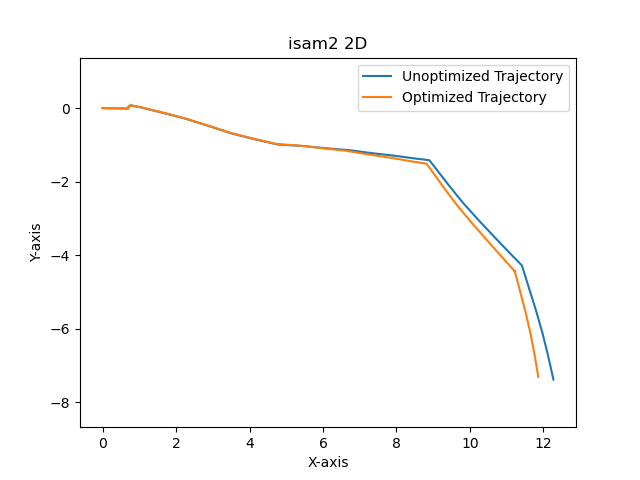 isam2 2D
Unoptimized Trajectory
Optimized Trajectory
Y-axis
0
−2
−4
−6
−8
0 2 4 6 8 10 12
X-axis